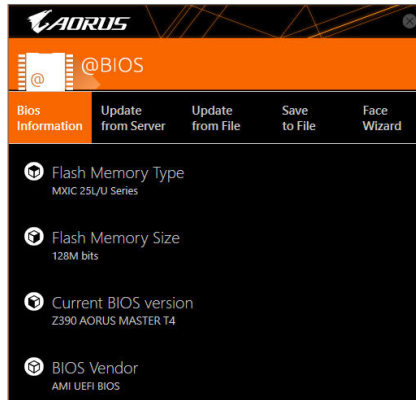 AORUS
@
@BIOS
Bios Information
Update from Server
Update from File
Save to File
Face Wizard
Flash Memory Type
MXIC 25L/U Series
Flash Memory Size
128M bits
Current BIOS version
Z390 AORUS MASTER T4
BIOS Vendor
AMI UEFI BIOS